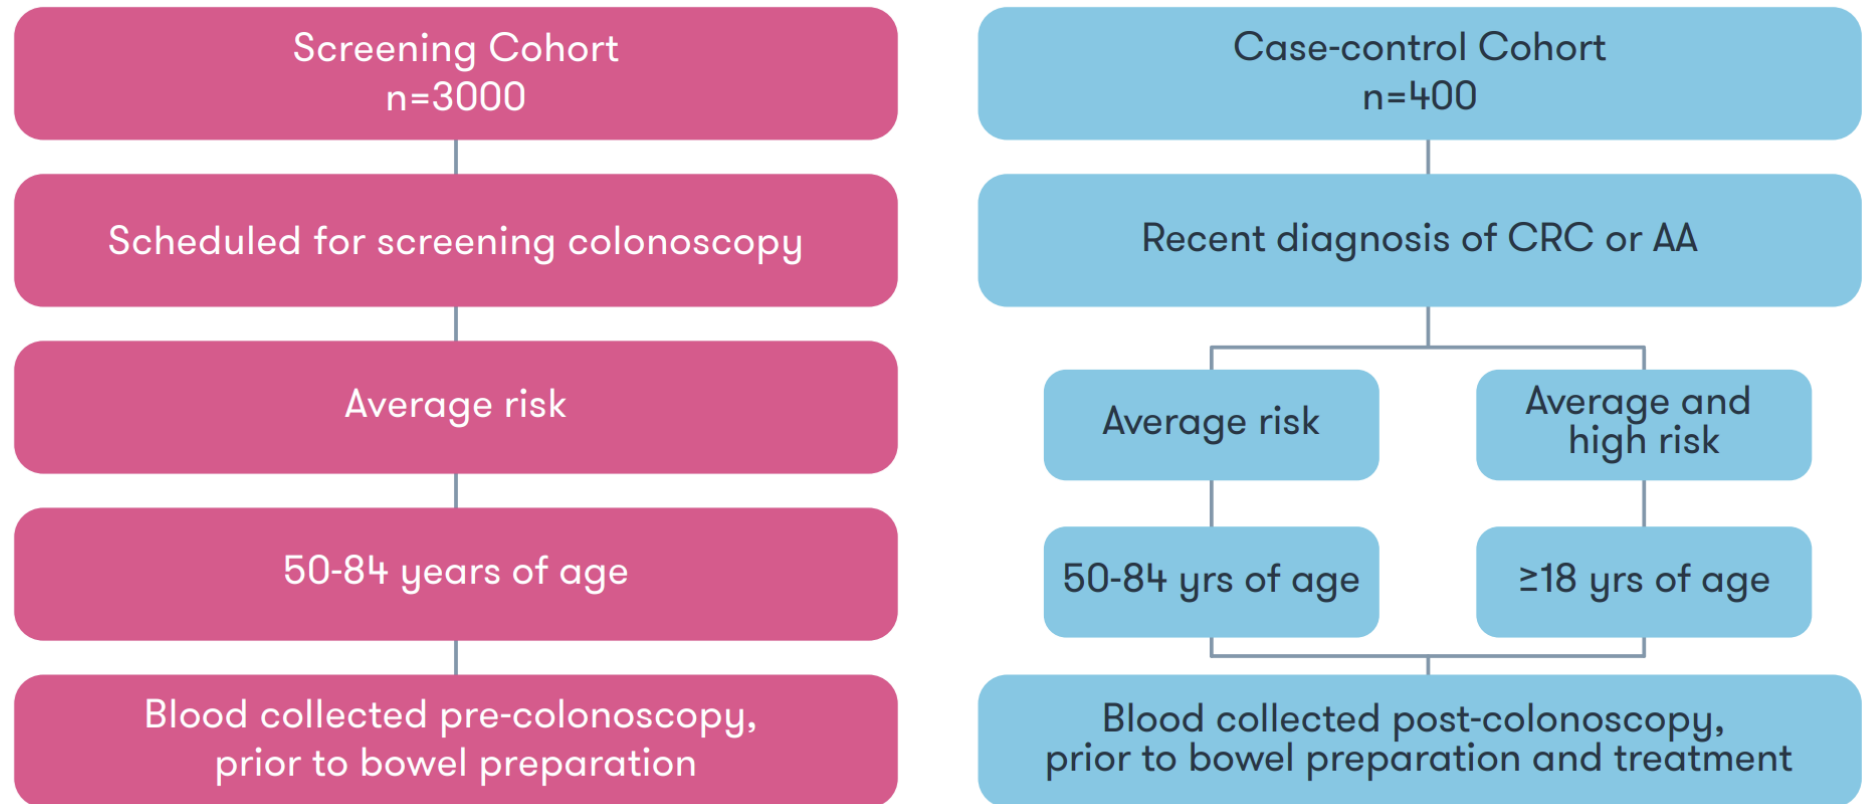 Screening Cohort
n=3000
Scheduled for screening colonoscopy
Average risk
50-84 years of age
Blood collected pre-colonoscopy,
prior to bowel preparation
Case-control Cohort
n=400
Recent diagnosis of CRC or AA
Average risk
50-84 yrs of age
Average and
high risk
≥18 yrs of age
Blood collected post-colonoscopy,
prior to bowel preparation and treatment